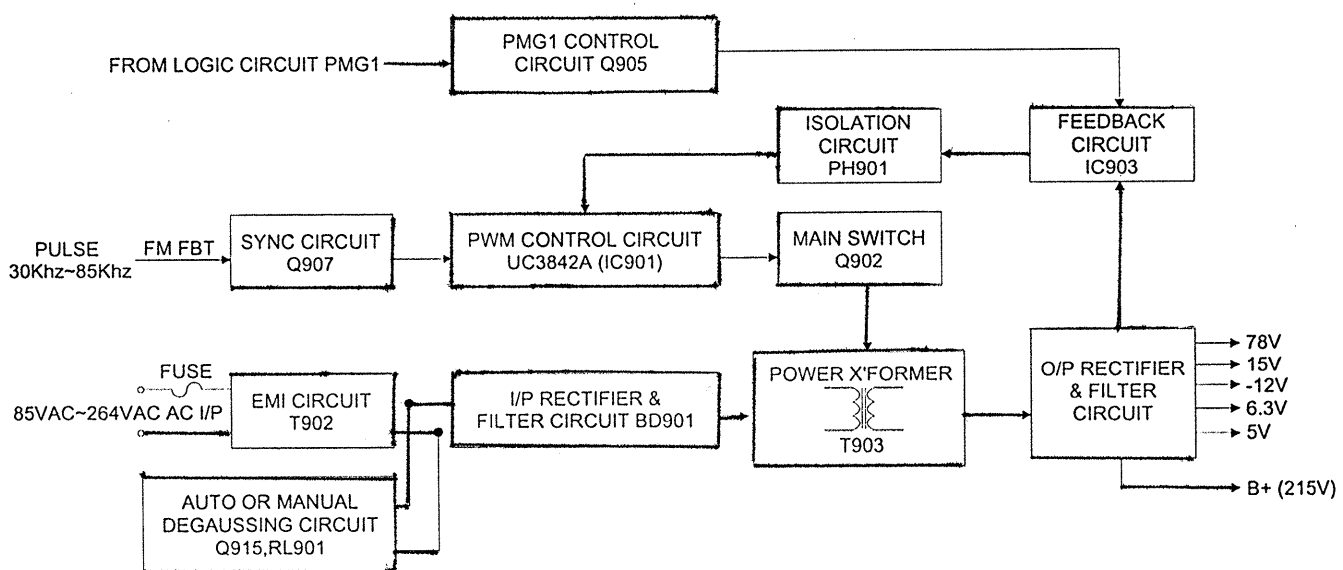 PMG1 CONTROL
CIRCUIT Q905
FROM LOGIC CIRCUIT PMG1
ISOLATION
CIRCUIT
PH901
FEEDBACK
CIRCUIT
IC903
PULSE
30Khz~85Khz
FM FBT
SYNC CIRCUIT
Q907
PWM CONTROL CIRCUIT
UC3842A (IC901)
MAIN SWITCH
Q902
FUSE
85VAC~264VAC AC I/P
EMI CIRCUIT
T902
I/P RECTIFIER &
FILTER CIRCUIT BD901
POWER X'FORMER
T903
O/P RECTIFIER
& FILTER
CIRCUIT
78V
15V
-12V
6.3V
5V
B+ (215V)
AUTO OR MANUAL
DEGAUSSING CIRCUIT
Q915,RL901